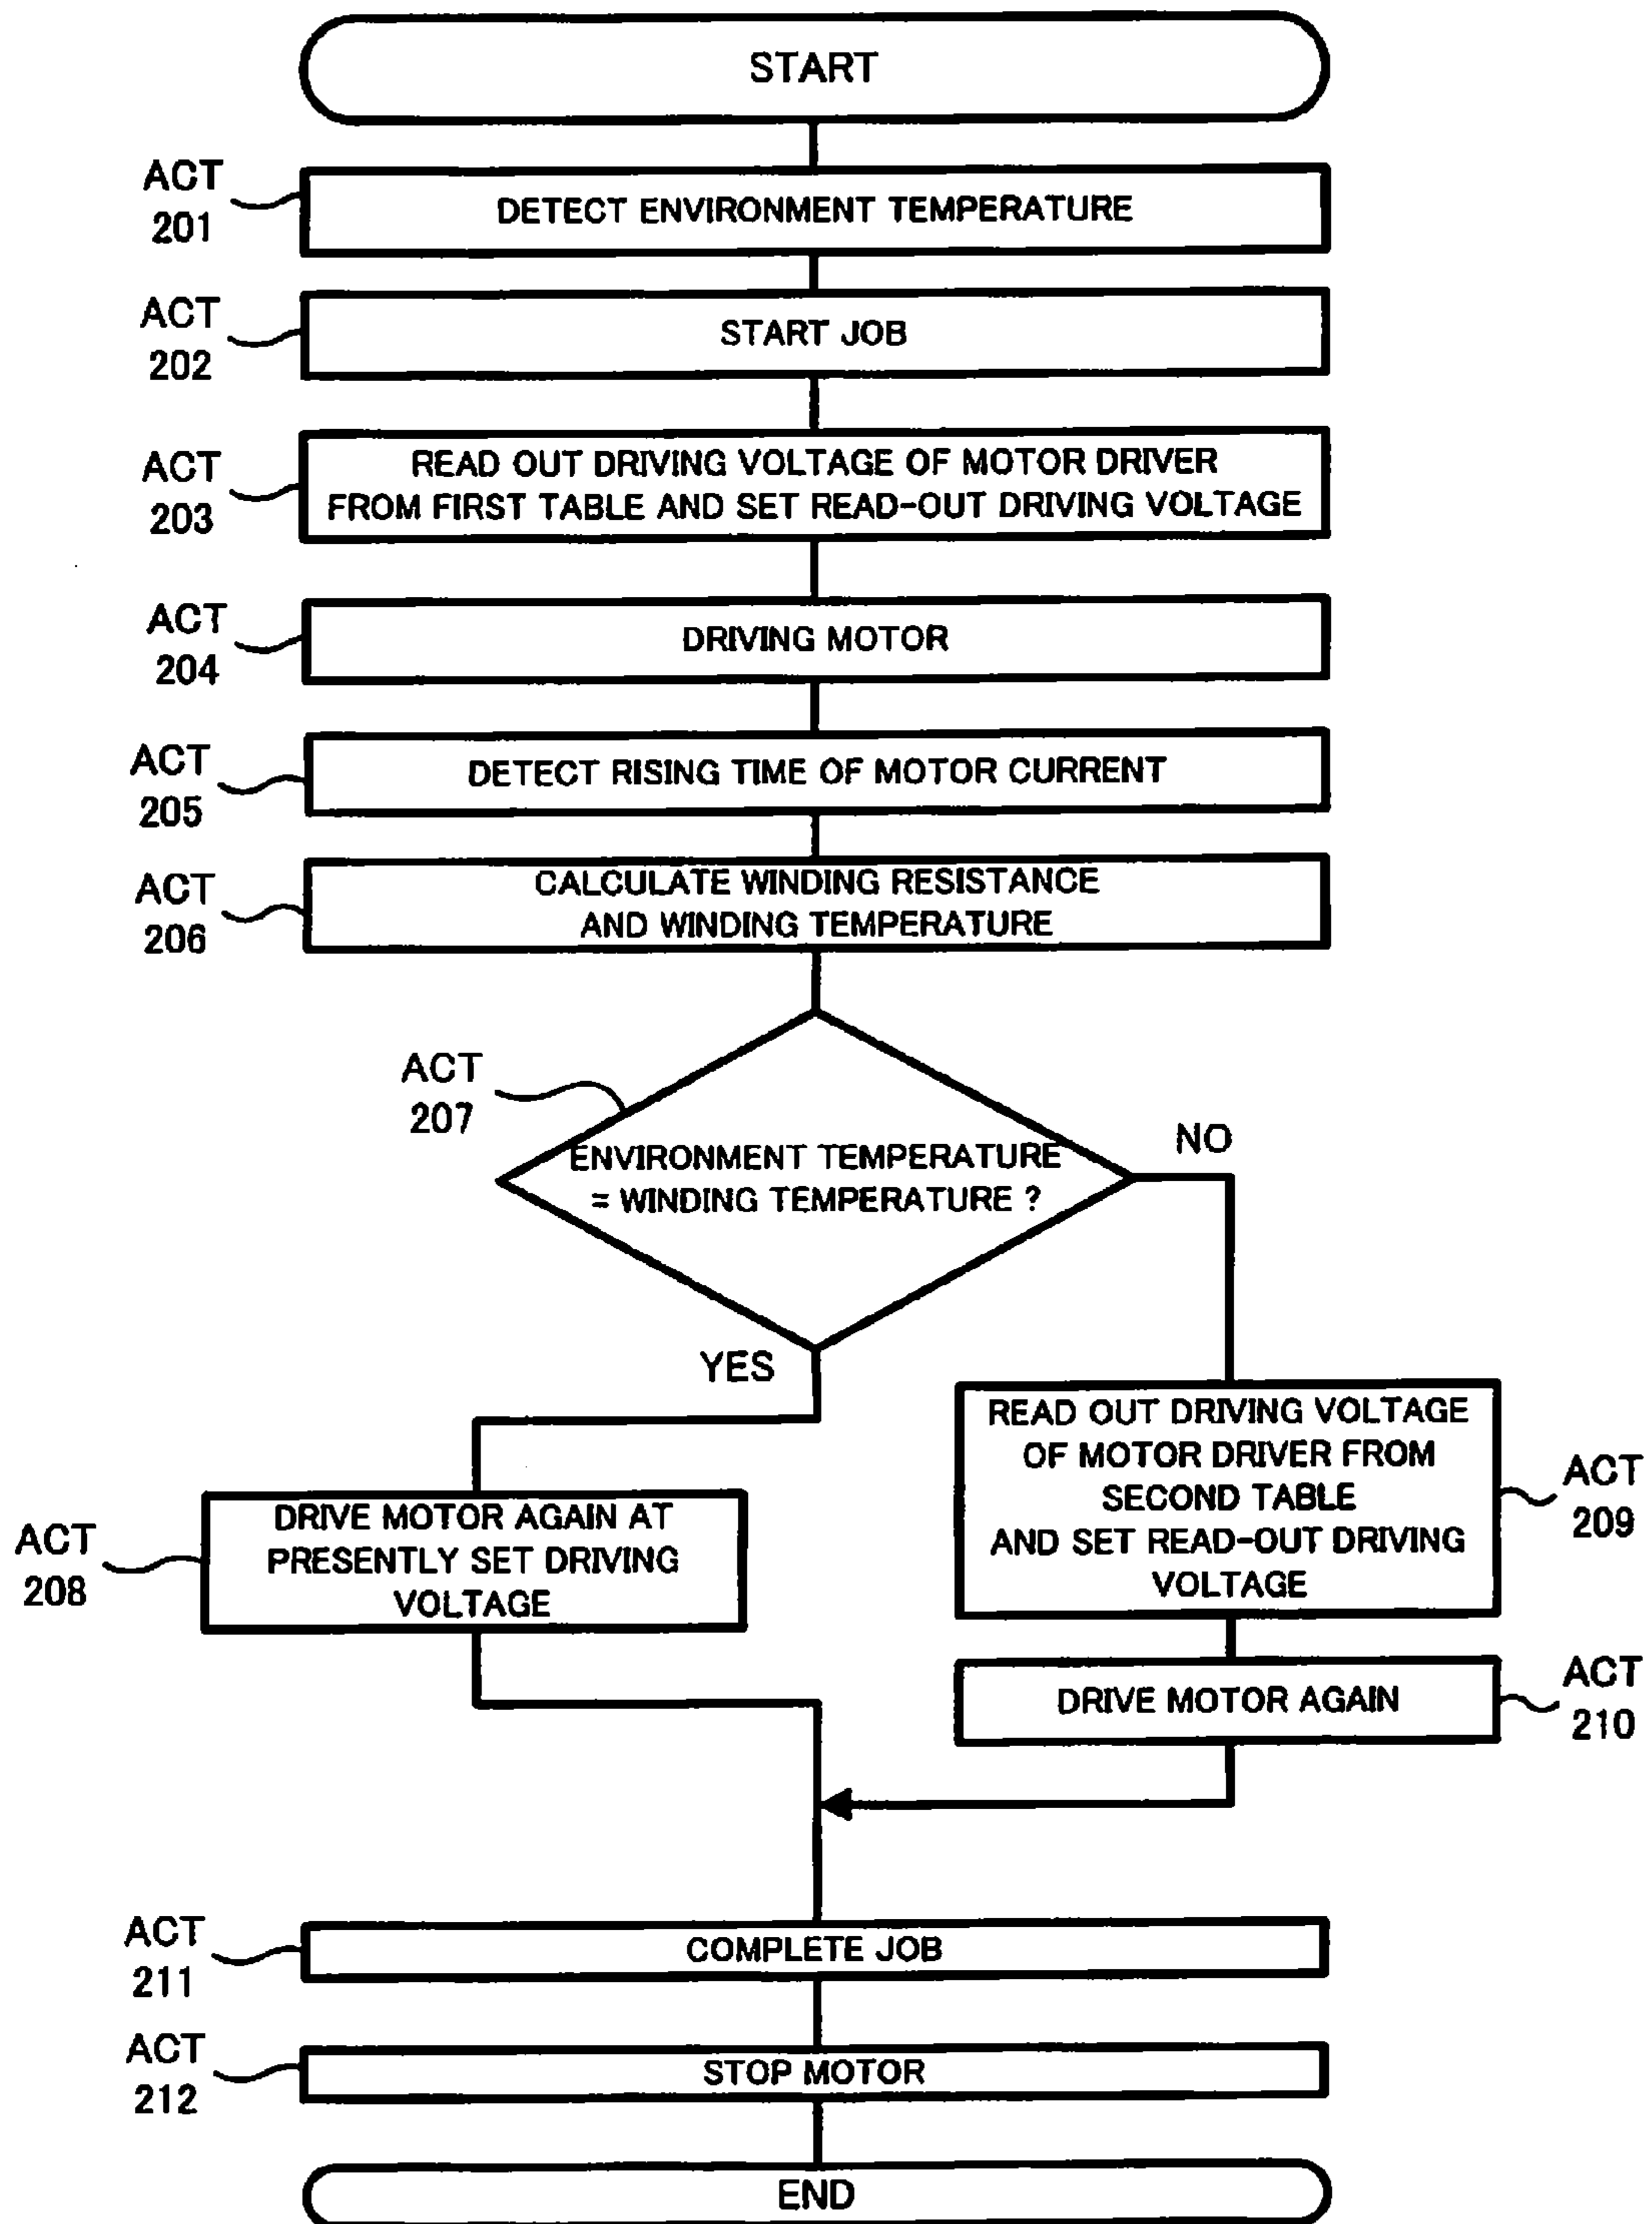 START
ACT
201
DETECT ENVIRONMENT TEMPERATURE
ACT
202
START JOB
ACT
203
READ OUT DRIVING VOLTAGE OF MOTOR DRIVER
FROM FIRST TABLE AND SET READ-OUT DRIVING VOLTAGE
ACT
204
DRIVING MOTOR
ACT
205
DETECT RISING TIME OF MOTOR CURRENT
ACT
206
CALCULATE WINDING RESISTANCE
AND WINDING TEMPERATURE
ACT
207
ENVIRONMENT TEMPERATURE
= WINDING TEMPERATURE ?
NO
YES
ACT
208
DRIVE MOTOR AGAIN AT
PRESENTLY SET DRIVING
VOLTAGE
READ OUT DRIVING VOLTAGE
OF MOTOR DRIVER FROM
SECOND TABLE
AND SET READ-OUT DRIVING
VOLTAGE
ACT
209
DRIVE MOTOR AGAIN
ACT
210
ACT
211
COMPLETE JOB
ACT
212
STOP MOTOR
END